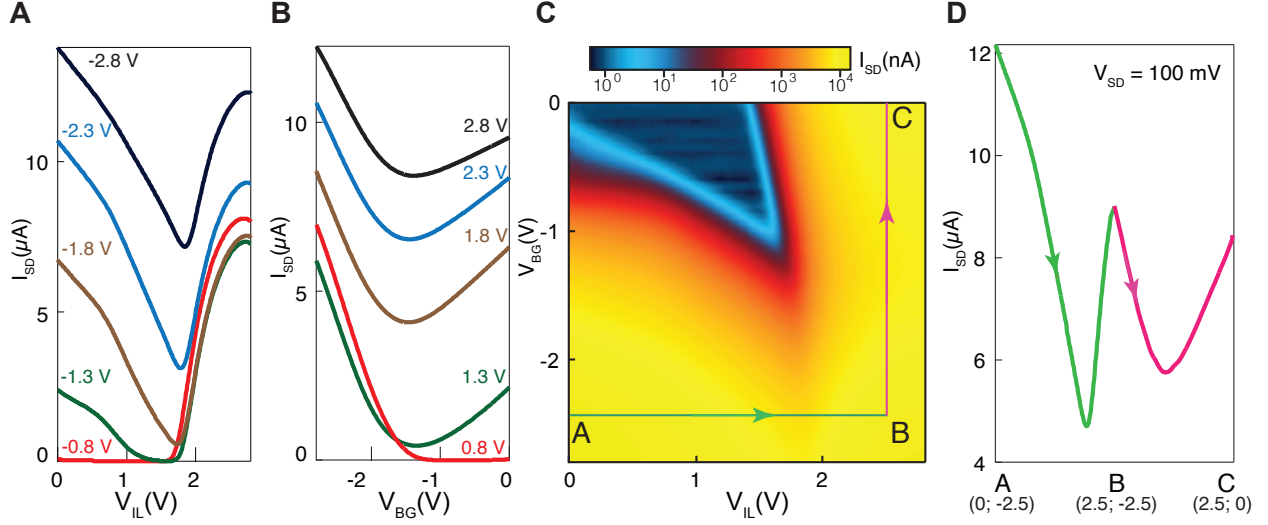 A
B
C
D
-2.8 V
-2.3 V
-1.8 V
-1.3 V
-0.8 V
10
5
0
0
1
2
I_SD(µA)
V_IL(V)
2.8 V
2.3 V
1.8 V
1.3 V
0.8 V
10
5
0
-2
-1
0
I_SD(µA)
V_BG(V)
10^0
10^1
10^2
10^3
10^4
I_SD(nA)
0
-1
-2
V_BG(V)
C
A
B
0
1
2
V_IL(V)
V_SD = 100 mV
12
10
8
6
4
I_SD(µA)
A
B
C
(0; -2.5)
(2.5; -2.5)
(2.5; 0)